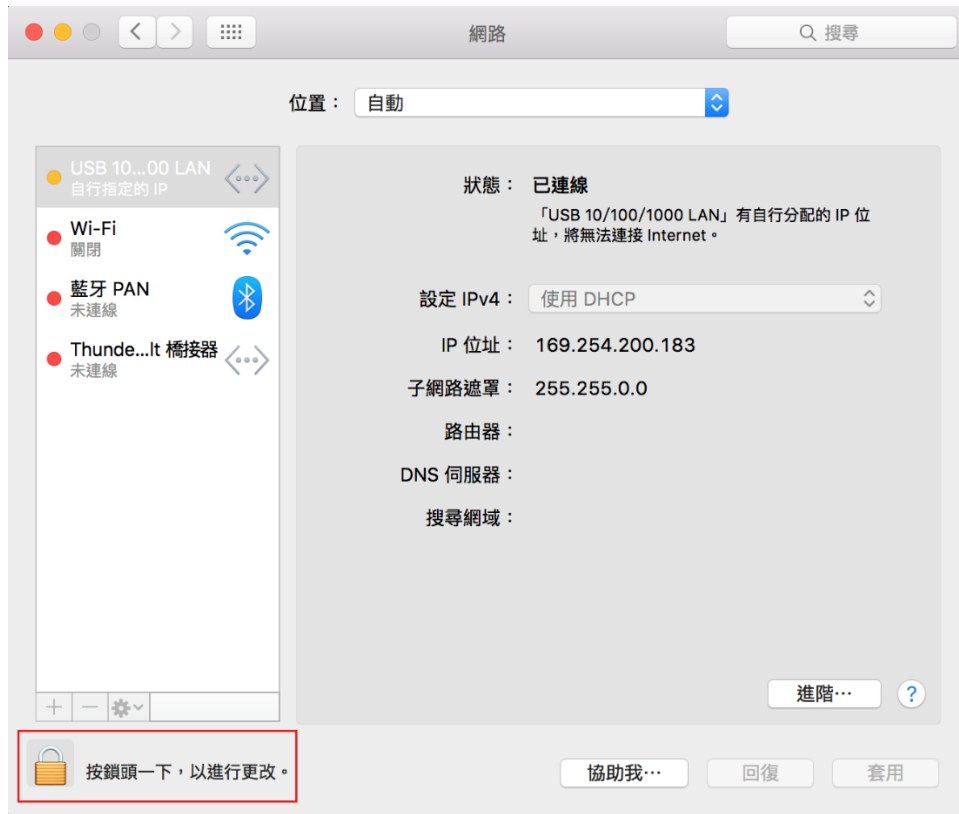 網路
搜尋
位置：
自動
USB 10...00 LAN
自行指定的 IP
Wi-Fi
關閉
藍牙 PAN
未連線
Thunde...lt 橋接器
未連線
狀態： 已連線
「USB 10/100/1000 LAN」有自行分配的 IP 位
址，將無法連接 Internet。
設定 IPv4： 使用 DHCP
IP 位址： 169.254.200.183
子網路遮罩： 255.255.0.0
路由器：
DNS 伺服器：
搜尋網域：
進階… ?
按鎖頭一下，以進行更改。
協助我… 回復 套用